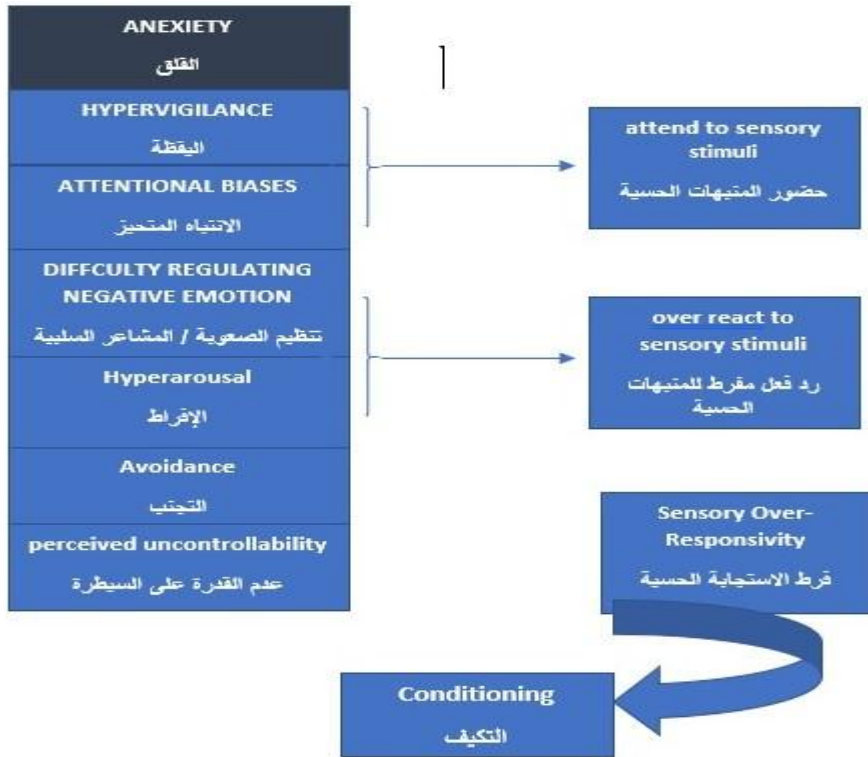 ANEXIETY
القلق
HYPERVIGILANCE
اليقظة
ATTENTIONAL BIASES
الانتباه المتحيز
DIFFCULTY REGULATING
NEGATIVE EMOTION
تنظيم الصعوبة / المشاعر السلبية
Hyperarousal
الإفراط
Avoidance
التجنب
perceived uncontrollability
عدم القدرة على السيطرة
attend to sensory
stimuli
حضور المنبهات الحسية
over react to
sensory stimuli
رد فعل مفرط للمنبهات
الحسية
Sensory Over-
Responsivity
فرط الاستجابة الحسية
Conditioning
التكيف